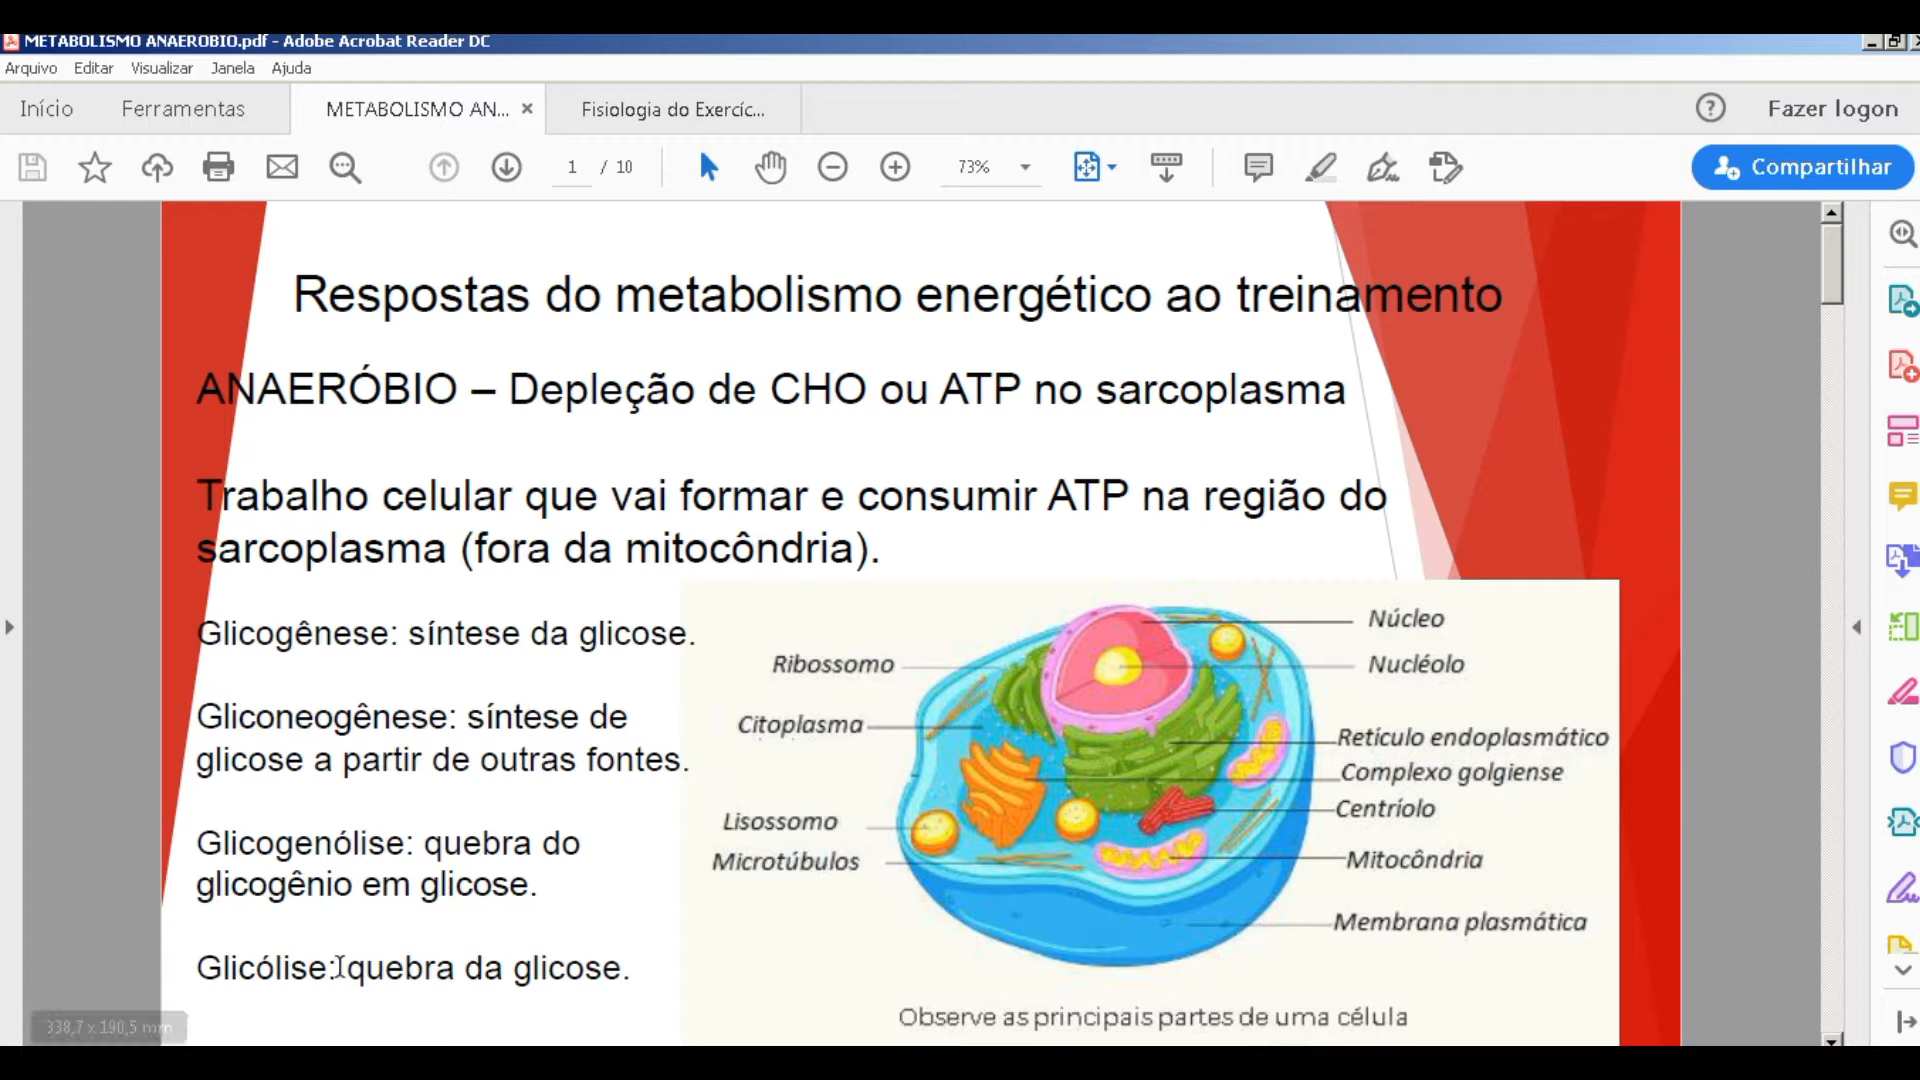 METABOLISMO ANAEROBIO.pdf - Adobe Acrobat Reader DC
Arquivo Editar Visualizar Janela Ajuda
Início Ferramentas METABOLISMO AN... × Fisiologia do Exercíc... ? Fazer logon
1 / 10 73% Compartilhar
Respostas do metabolismo energético ao treinamento
ANAERÓBIO – Depleção de CHO ou ATP no sarcoplasma
Trabalho celular que vai formar e consumir ATP na região do
sarcoplasma (fora da mitocôndria).
Glicogênese: síntese da glicose.
Gliconeogênese: síntese de
glicose a partir de outras fontes.
Glicogenólise: quebra do
glicogênio em glicose.
Glicólise: quebra da glicose.
Ribossomo
Citoplasma
Lisossomo
Microtúbulos
Núcleo
Nucléolo
Retículo endoplasmático
Complexo golgiense
Centríolo
Mitocôndria
Membrana plasmática
Observe as principais partes de uma célula
338,7 x 190,5 mm